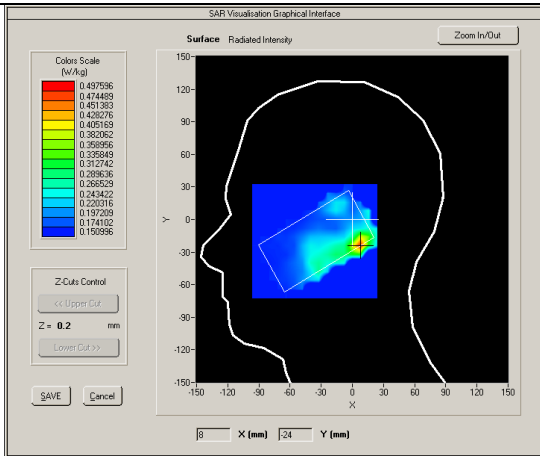 SAR Visualisation Graphical Interface
Surface Radiated Intensity
Zoom In/Out
Colors Scale
(W/kg)
0.497596
0.474489
0.451383
0.428276
0.405169
0.382062
0.358956
0.335849
0.312742
0.289636
0.266529
0.243422
0.220316
0.197209
0.174102
0.150996
150
120
90
60
30
0
-30
-60
-90
-120
-150
Y
-150 -120 -90 -60 -30 0 30 60 90 120 150
X
Z-Cuts Control
<< Upper Cut
Z = 0.2 mm
Lower Cut >>
SAVE Cancel
8 X (mm) -24 Y (mm)